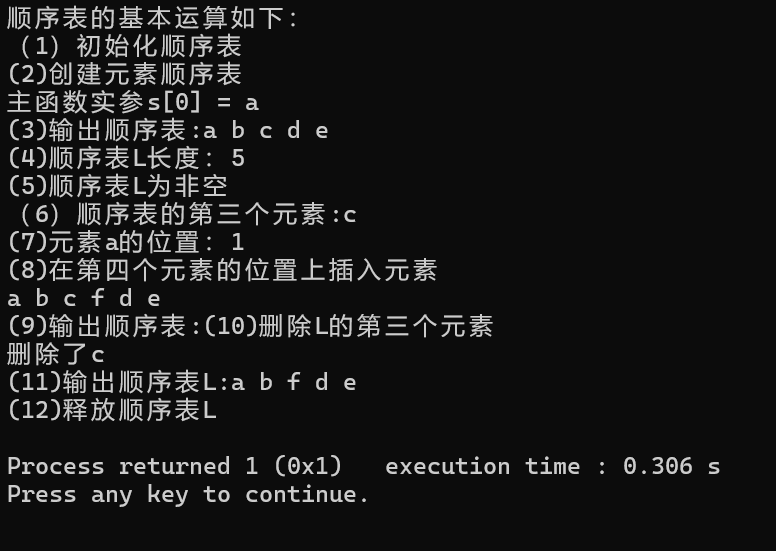 顺序表的基本运算如下：
（1）初始化顺序表
(2)创建元素顺序表
主函数实参s[0] = a
(3)输出顺序表:a b c d e
(4)顺序表L长度： 5
(5)顺序表L为非空
（6）顺序表的第三个元素:c
(7)元素a的位置： 1
(8)在第四个元素的位置上插入元素
a b c f d e
(9)输出顺序表:(10)删除L的第三个元素
删除了c
(11)输出顺序表L:a b f d e
(12)释放顺序表L
Process returned 1 (0x1)   execution time : 0.306 s
Press any key to continue.